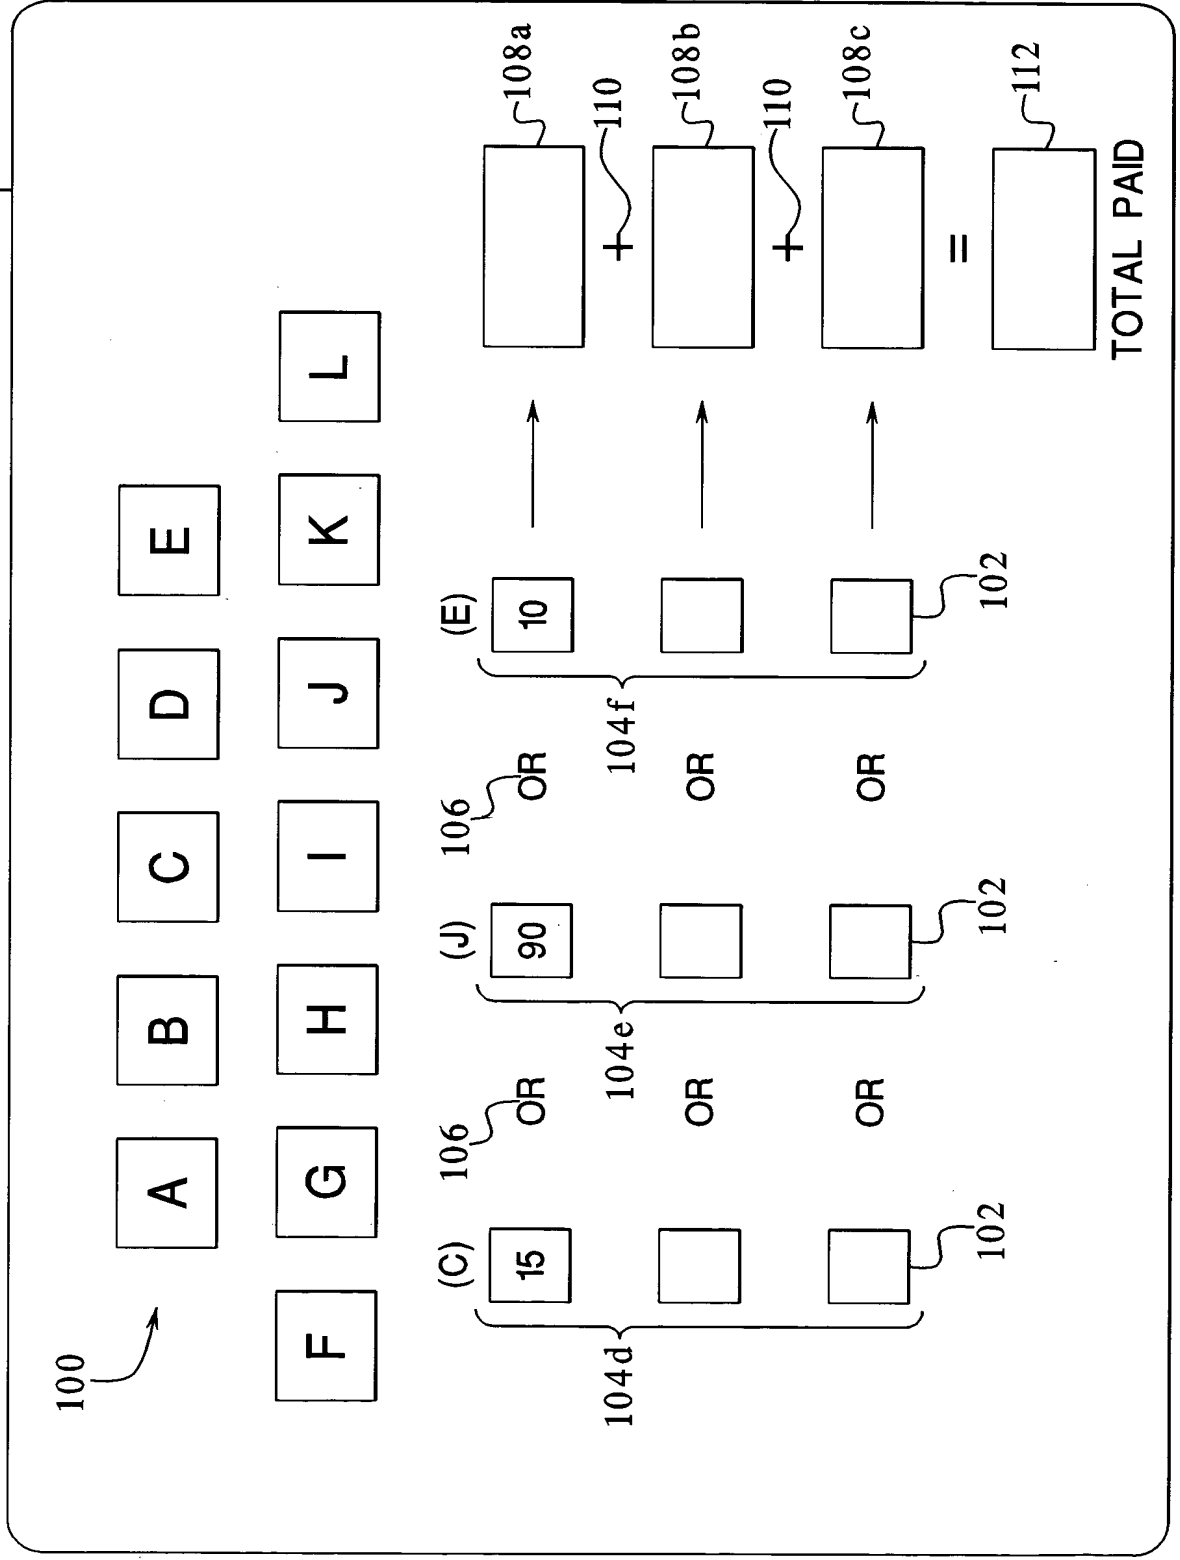 100
A B C D E
F G H I J K L
(C) 106 (J) 106 (E)
15 OR 90 OR 10 108a
104d 104e 104f + 110
OR OR 108b
+ 110
OR OR 108c
=
102 102 102
112
TOTAL PAID